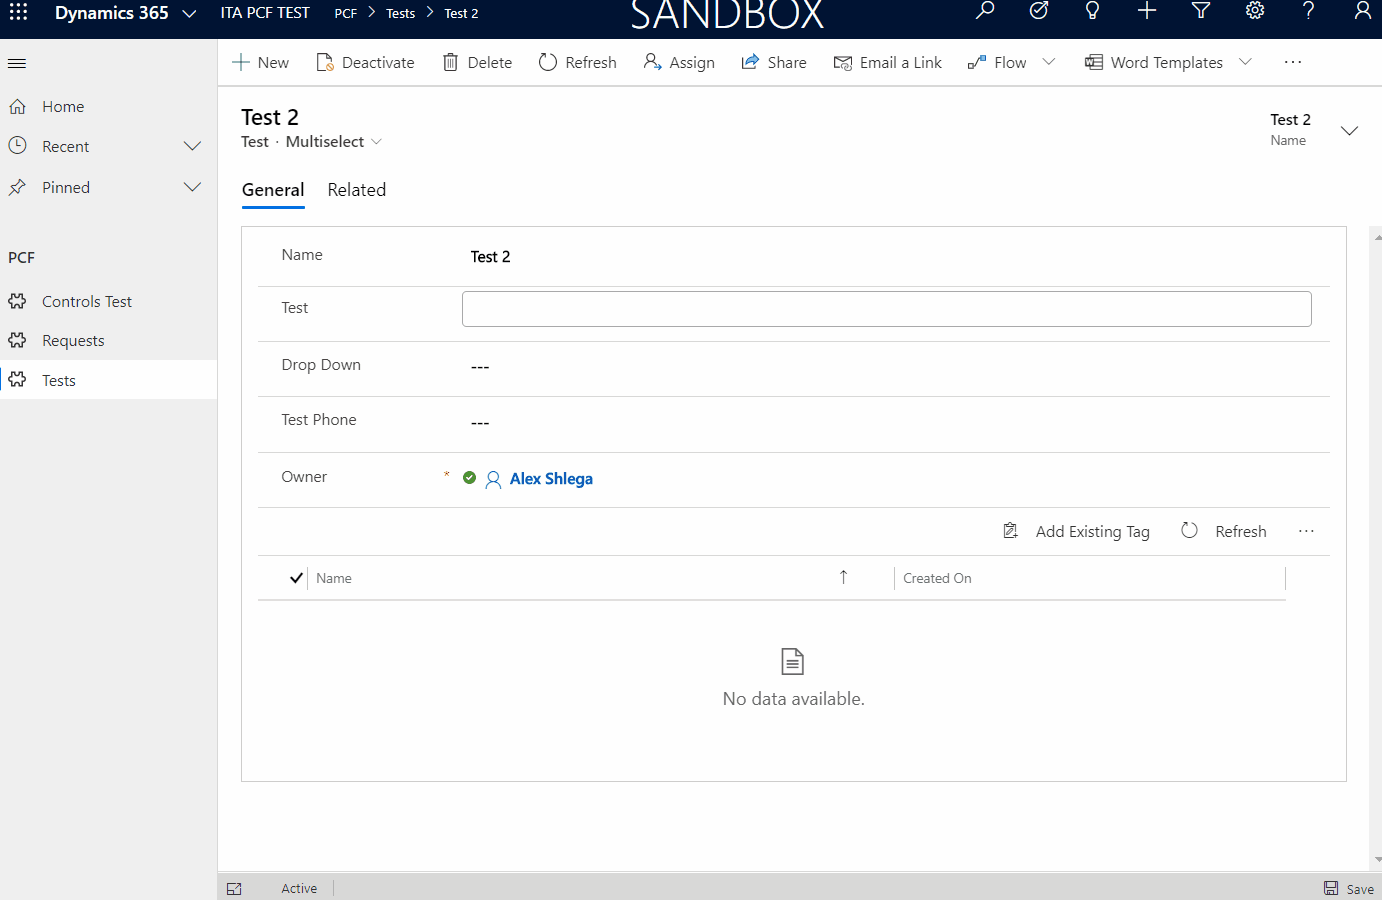 Dynamics 365 ITA PCF TEST PCF Tests Test 2 SANDBOX
New Deactivate Delete Refresh Assign Share Email a Link Flow Word Templates
Home
Recent
Pinned
PCF
Controls Test
Requests
Tests
Test 2
Test · Multiselect
Test 2
Name
General Related
Name Test 2
Test
Drop Down ---
Test Phone ---
Owner * Alex Shlega
Add Existing Tag Refresh
Name Created On
No data available.
Active Save